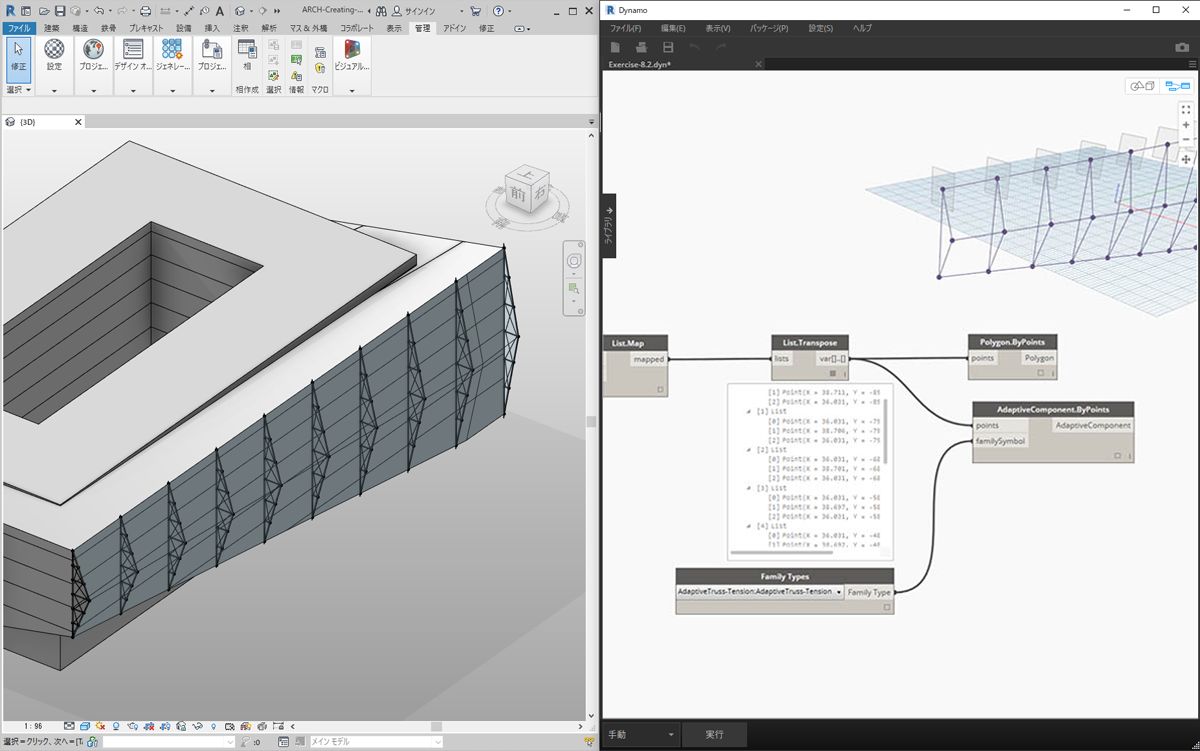 ARCH-Creating-...
サインイン
ファイル 建築 構造 鉄骨 プレキャスト 設備 挿入 注釈 解析 マス & 外構 コラボレート 表示 管理 アドイン 修正
修正 設定 プロジェ... デザイン オ... ジェネレー... プロジェ... 相 ビジュアル...
選択 相作成 選択 情報 マクロ
{3D}
上
前 右
1 : 96
選択=クリック、次へ=[T
:0
メイン モデル
Dynamo
ファイル(F) 編集(E) 表示(V) パッケージ(P) 設定(S) ヘルプ
Exercise-8.2.dyn*
ライブラリ
List.Map
mapped
List.Transpose
lists var[]..[]
Polygon.ByPoints
points Polygon
AdaptiveComponent.ByPoints
points AdaptiveComponent
familySymbol
[1] Point(X = 38.711, Y = -85
[2] Point(X = 36.031, Y = -85
[1] List
[0] Point(X = 36.031, Y = -75
[1] Point(X = 38.706, Y = -75
[2] Point(X = 36.031, Y = -75
[2] List
[0] Point(X = 36.031, Y = -68
[1] Point(X = 38.701, Y = -68
[2] Point(X = 36.031, Y = -68
[3] List
[0] Point(X = 36.031, Y = -58
[1] Point(X = 38.697, Y = -58
[2] Point(X = 36.031, Y = -58
[4] List
[0] Point(X = 36.031, Y = -48
[1] Point(X = 38.692, Y = -48
Family Types
AdaptiveTruss-Tension:AdaptiveTruss-Tension Family Type
手動 実行